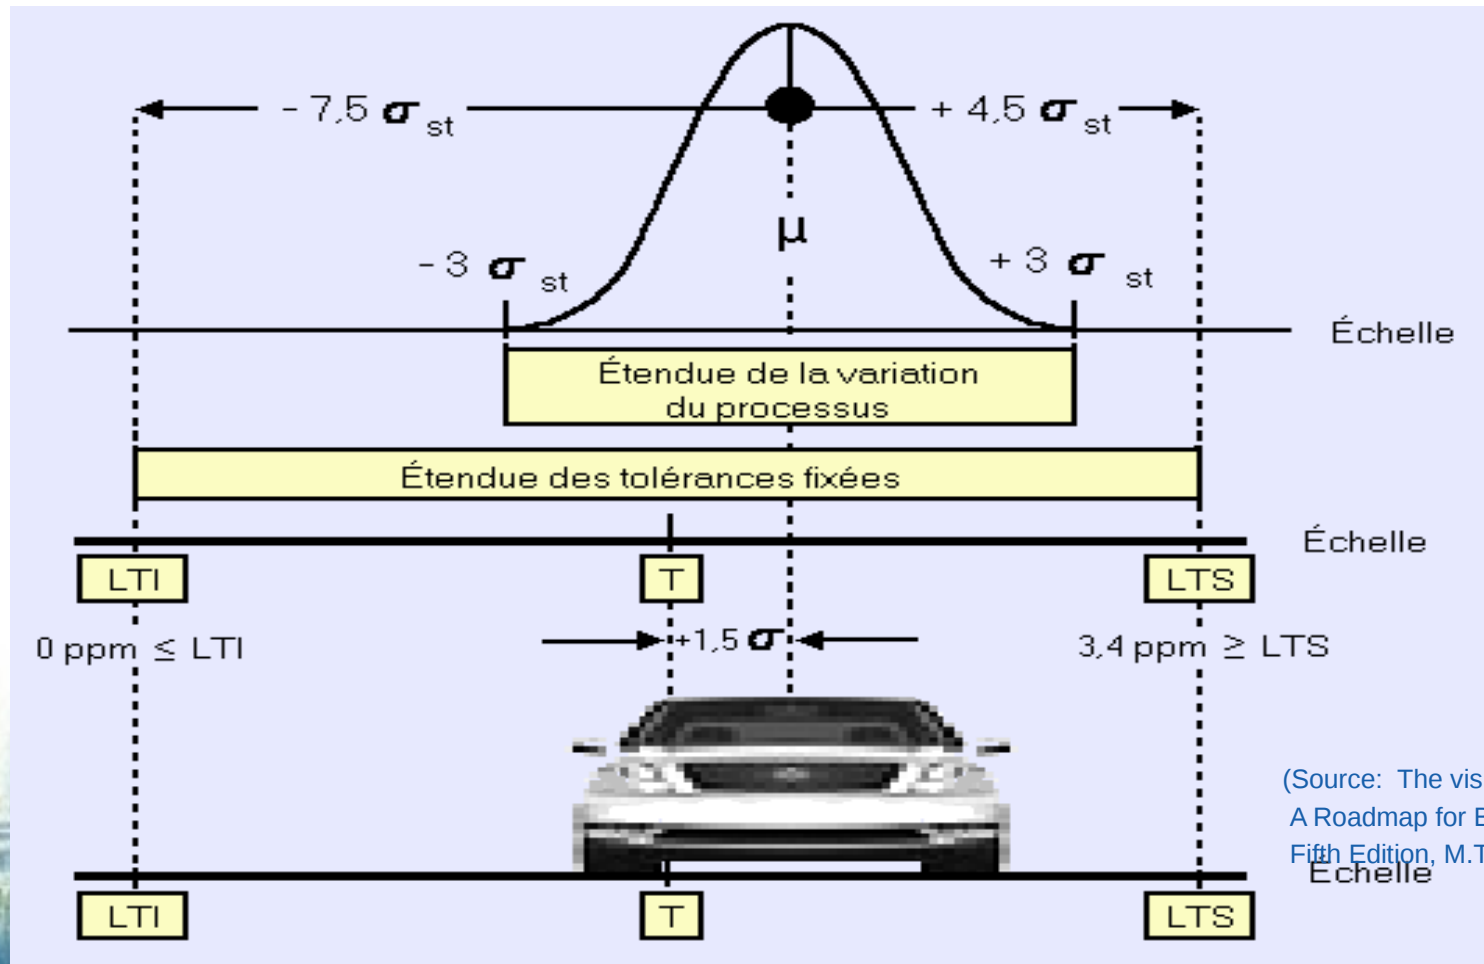 - 7,5 σ st
+ 4,5 σ st
μ
- 3 σ st
+ 3 σ st
Échelle
Étendue de la variation
du processus
Étendue des tolérances fixées
Échelle
LTI
T
LTS
0 ppm ≤ LTI
+1,5 σ
3,4 ppm ≥ LTS
(Source: The vis
A Roadmap for
Fifth Edition, M.T
Échelle
LTI
T
LTS